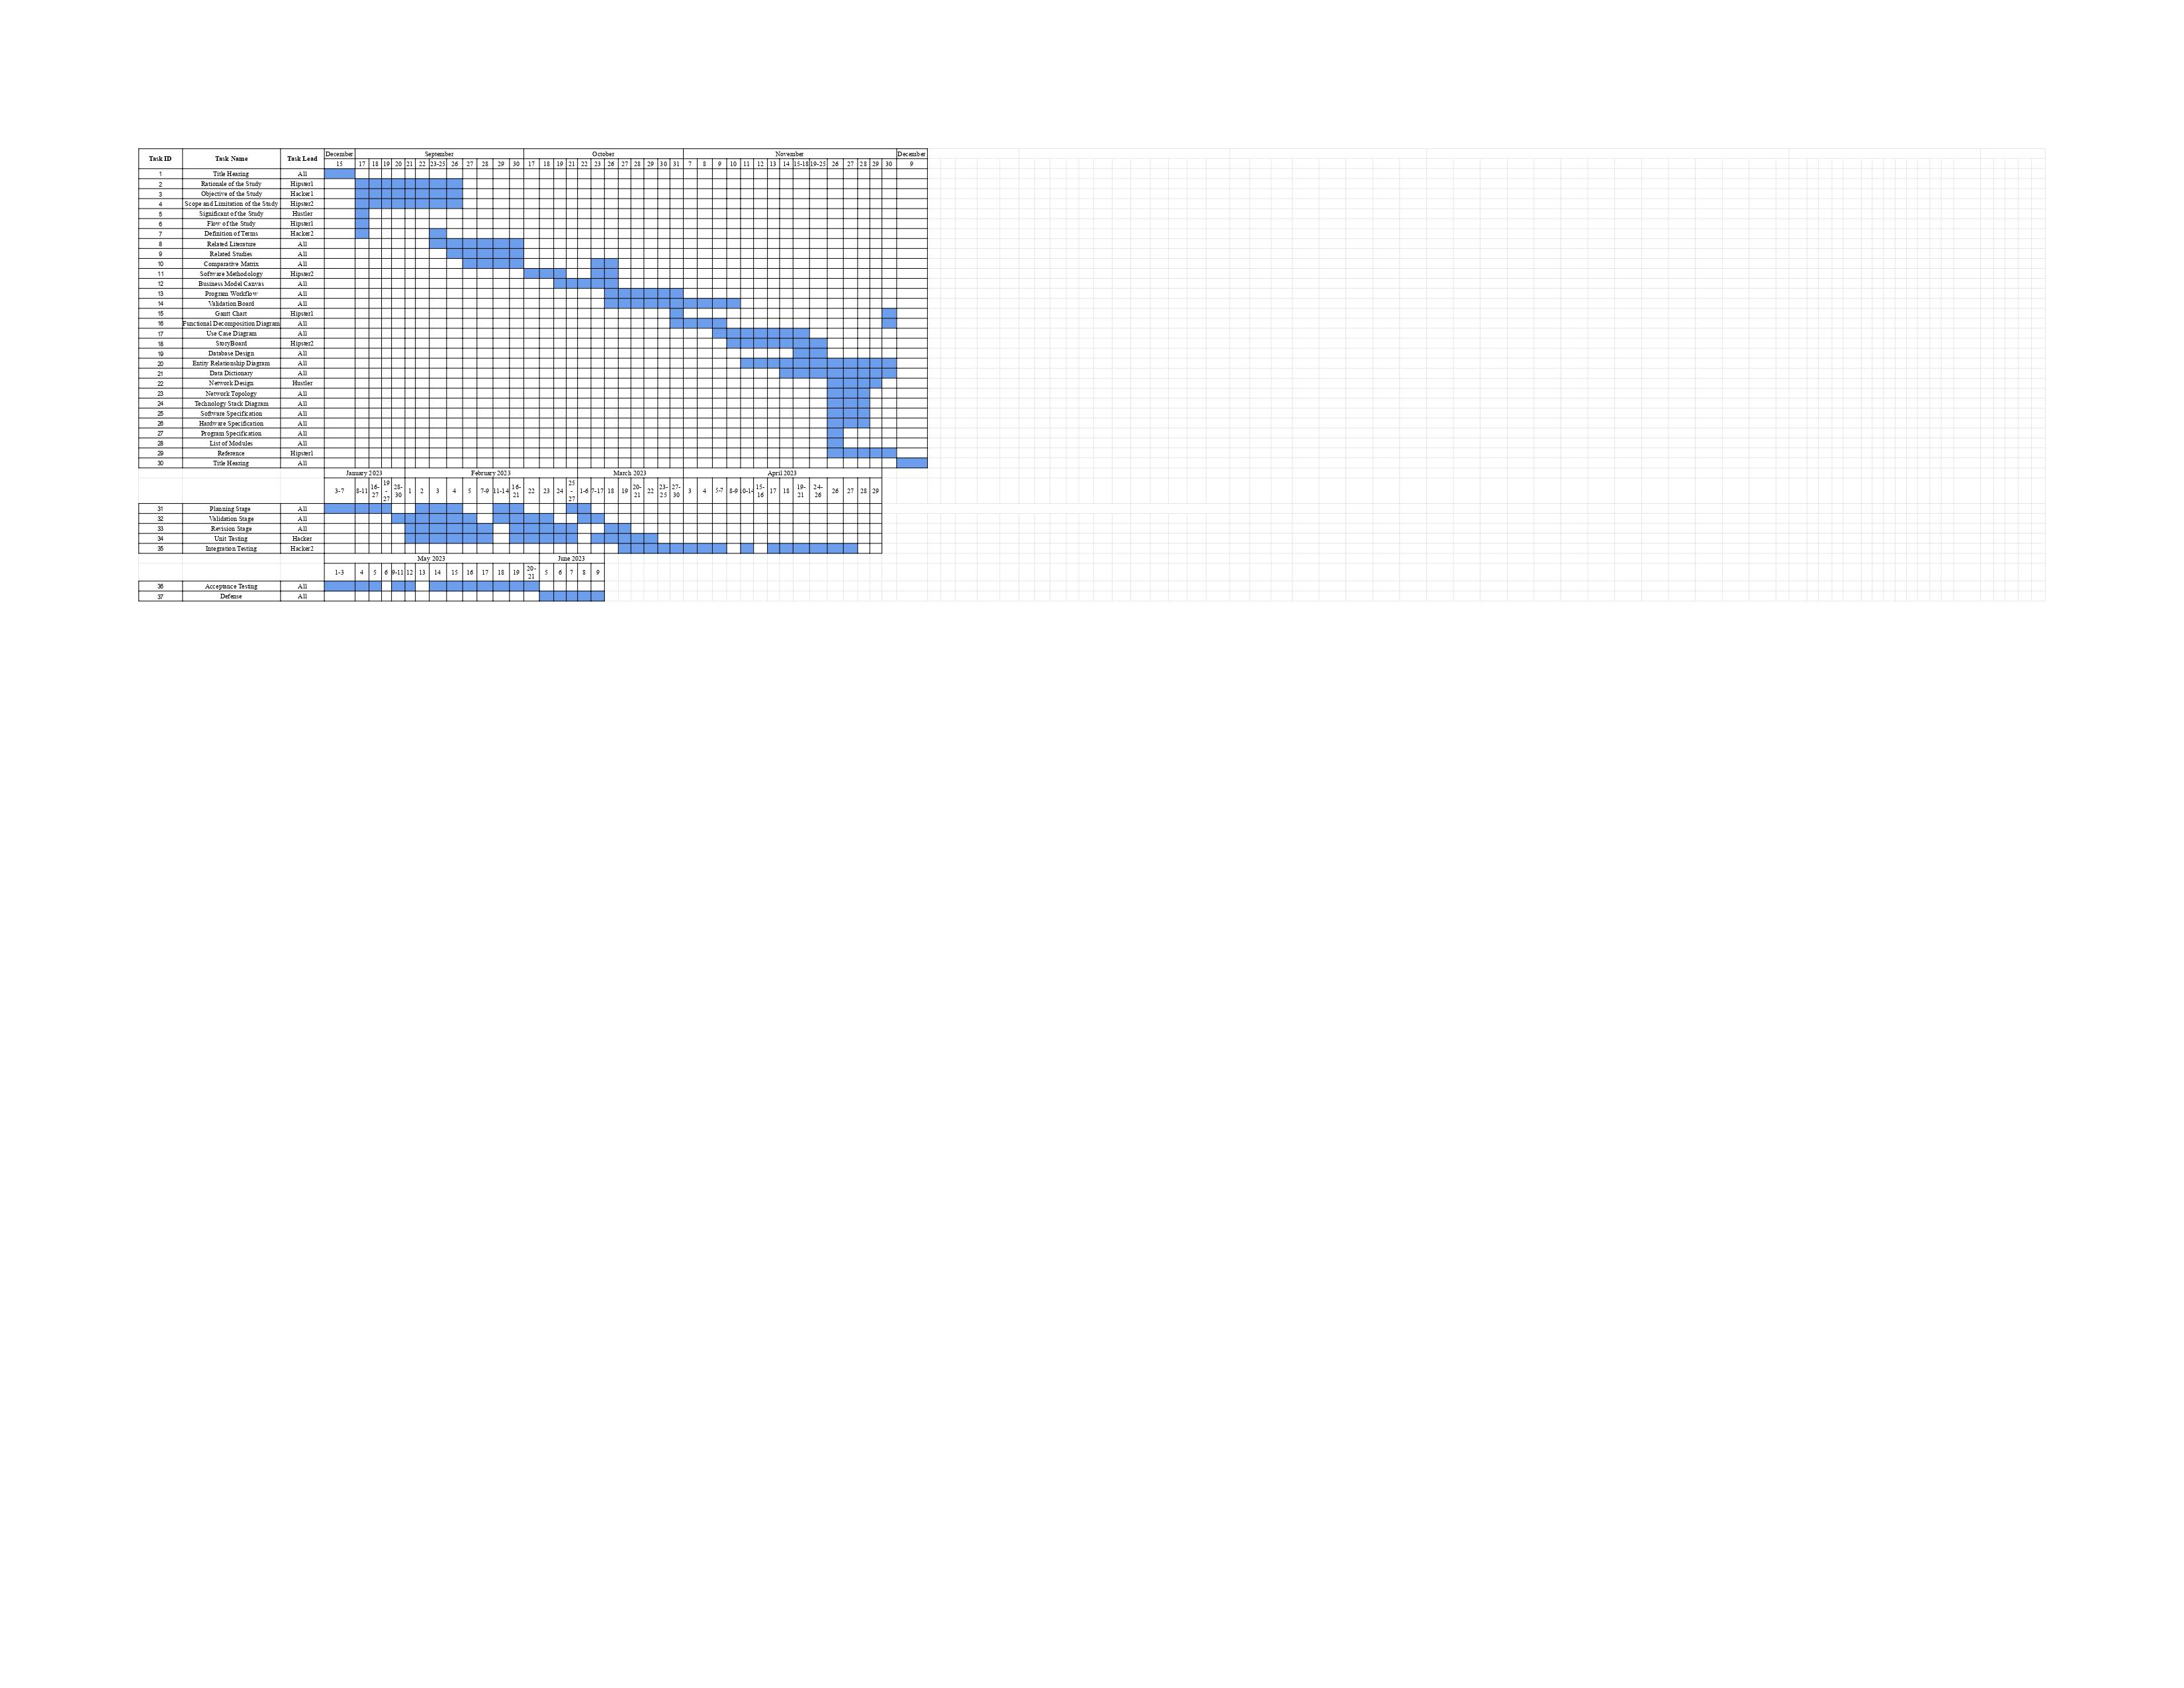 Task ID Task Name Task Lead December September October November December
15 17 18 19 20 21 22 23-25 26 27 28 29 30 17 18 19 21 22 23 26 27 28 29 30 31 7 8 9 10 11 12 13 14 15-18 19-25 26 27 28 29 30 9
1 Title Hearing All
2 Rationale of the Study Hipster1
3 Objective of the Study Hacker1
4 Scope and Limitation of the Study Hipster2
5 Significant of the Study Hustler
6 Flow of the Study Hipster1
7 Definition of Terms Hacker2
8 Related Literature All
9 Related Studies All
10 Comparative Matrix All
11 Software Methodology Hipster2
12 Business Model Canvas All
13 Program Workflow All
14 Validation Board All
15 Gantt Chart Hipster1
16 Functional Decomposition Diagram All
17 Use Case Diagram All
18 StoryBoard Hipster2
19 Database Design All
20 Entity Relationship Diagram All
21 Data Dictionary All
22 Network Design Hustler
23 Network Topology All
24 Technology Stack Diagram All
25 Software Specification All
26 Hardware Specification All
27 Program Specification All
28 List of Modules All
29 Reference Hipster1
30 Title Hearing All
January 2023 February 2023 March 2023 April 2023
3-7 8-11 16-27 19-27 28-30 1 2 3 4 5 7-9 11-14 16-21 22 23 24 25-27 1-6 7-17 18 19 20-21 22 23-25 27-30 3 4 5-7 8-9 0-14 15-16 17 18 19-21 24-26 26 27 28 29
31 Planning Stage All
32 Validation Stage All
33 Revision Stage All
34 Unit Testing Hacker
35 Integration Testing Hacker2
May 2023 June 2023
1-3 4 5 6 9-11 12 13 14 15 16 17 18 19 20-21 5 6 7 8 9
36 Acceptance Testing All
37 Defense All